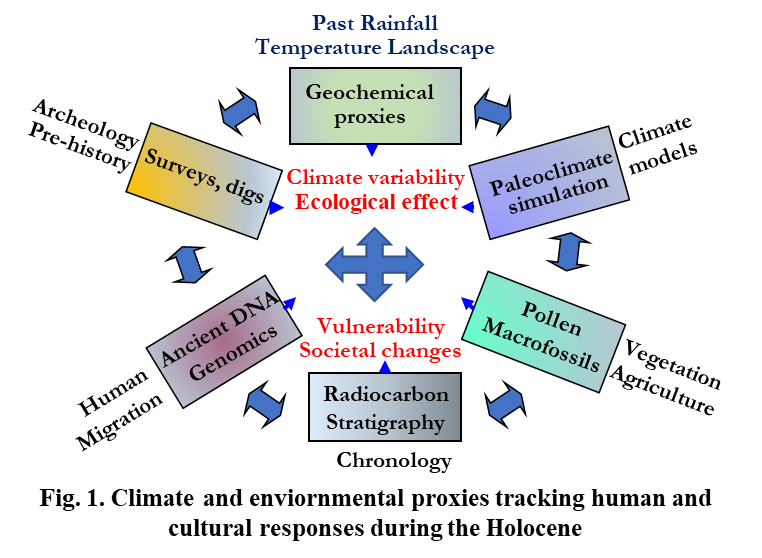 Past Rainfall
Temperature Landscape
Geochemical
proxies
Archeology
Pre-history
Surveys, digs
Climate
models
Paleoclimate
simulation
Climate variability
Ecological effect
Ancient DNA
Genomics
Human
Migration
Vulnerability
Societal changes
Pollen
Macrofossils
Vegetation
Agriculture
Radiocarbon
Stratigraphy
Chronology
Fig. 1. Climate and enviornmental proxies tracking human and
cultural responses during the Holocene